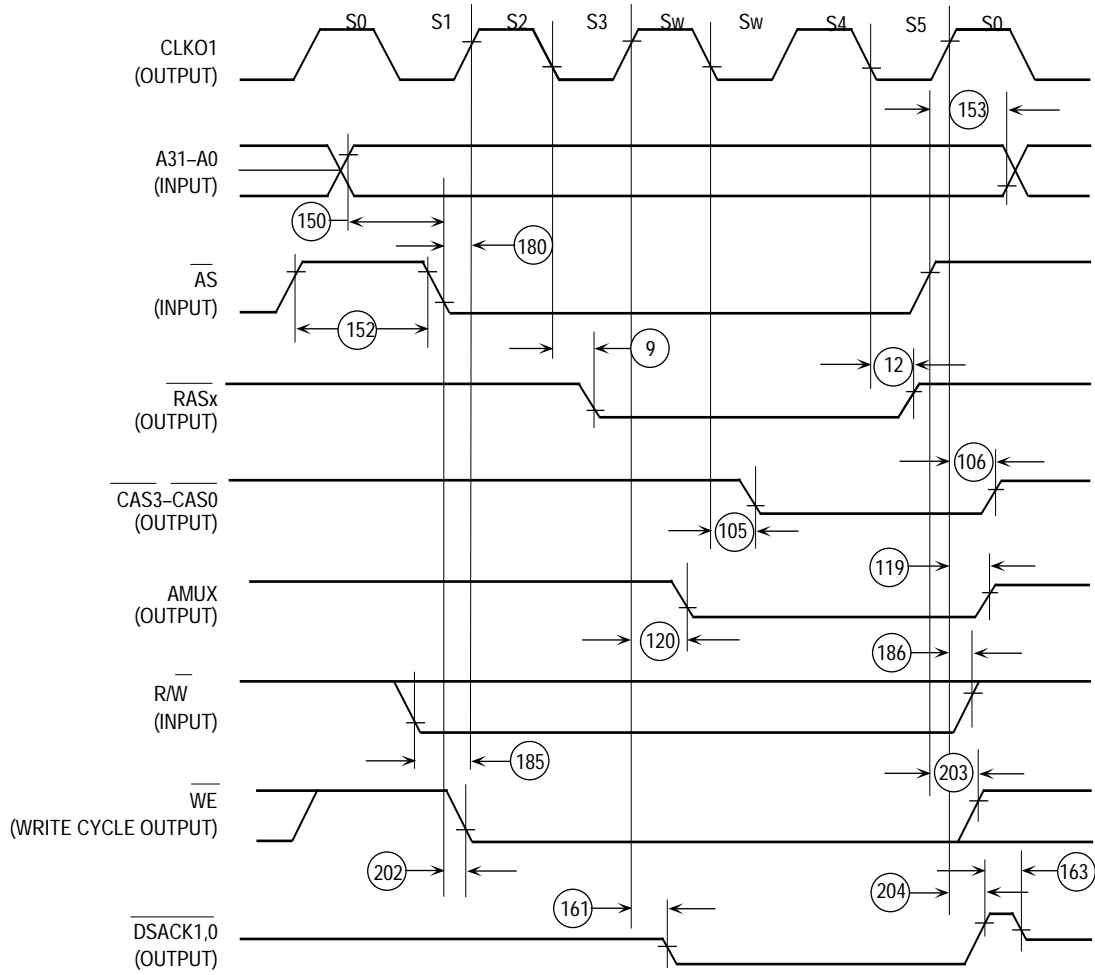 S0 S1 S2 S3 Sw Sw S4 S5 S0
CLKO1
(OUTPUT)
153
A31–A0
(INPUT)
150
180
AS
(INPUT)
152
9
12
RASx
(OUTPUT)
106
CAS3–CAS0
(OUTPUT)
105
119
AMUX
(OUTPUT)
120
186
R/W
(INPUT)
185
203
WE
(WRITE CYCLE OUTPUT)
202
204
163
161
DSACK1,0
(OUTPUT)